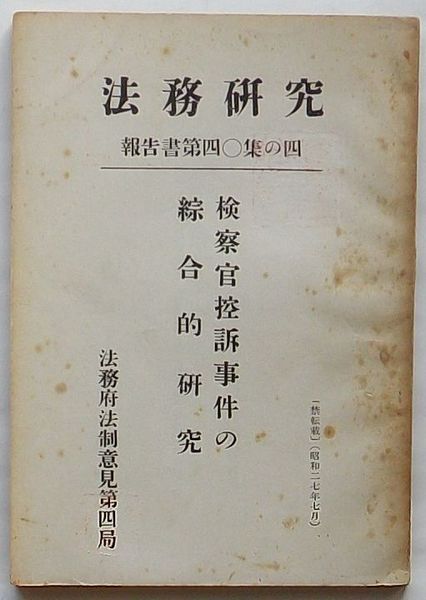 法務研究
報告書第四〇集の四
検察官控訴事件の
綜合的研究
「禁転載」（昭和二七年七月）
法務府法制意見第四局